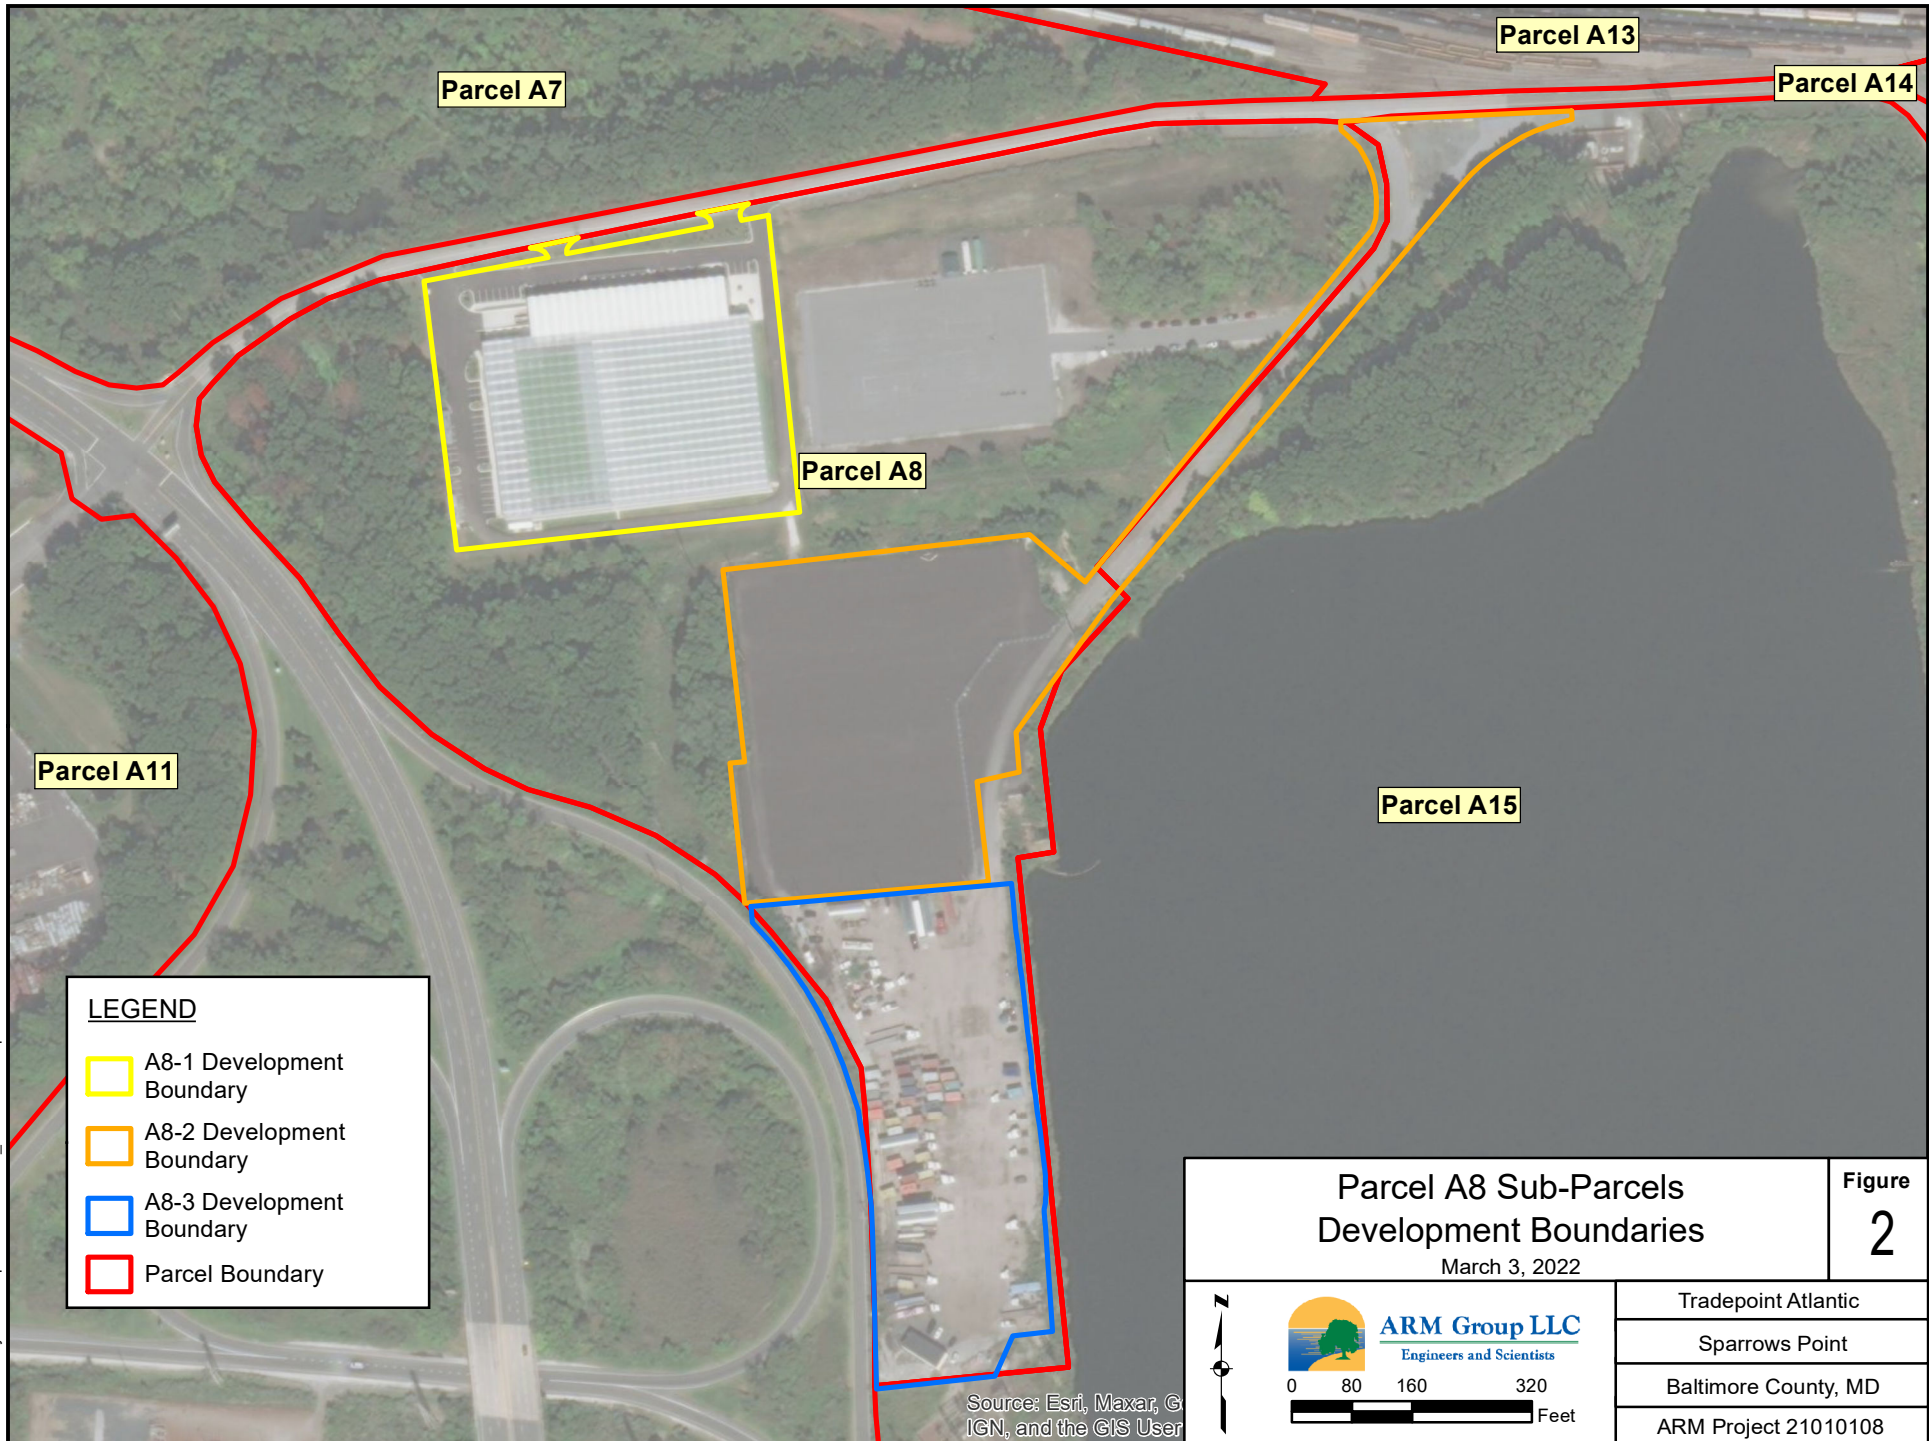 Parcel A13
Parcel A7
Parcel A14
Parcel A8
Parcel A11
Parcel A15
LEGEND
A8-1 Development
Boundary
A8-2 Development
Boundary
A8-3 Development
Boundary
Parcel Boundary
Parcel A8 Sub-Parcels
Development Boundaries
March 3, 2022
Figure
2
Z
ARM Group LLC
Engineers and Scientists
0 80 160 320
Feet
Tradepoint Atlantic
Sparrows Point
Baltimore County, MD
ARM Project 21010108
Source: Esri, Maxar,
IGN, and the GIS User